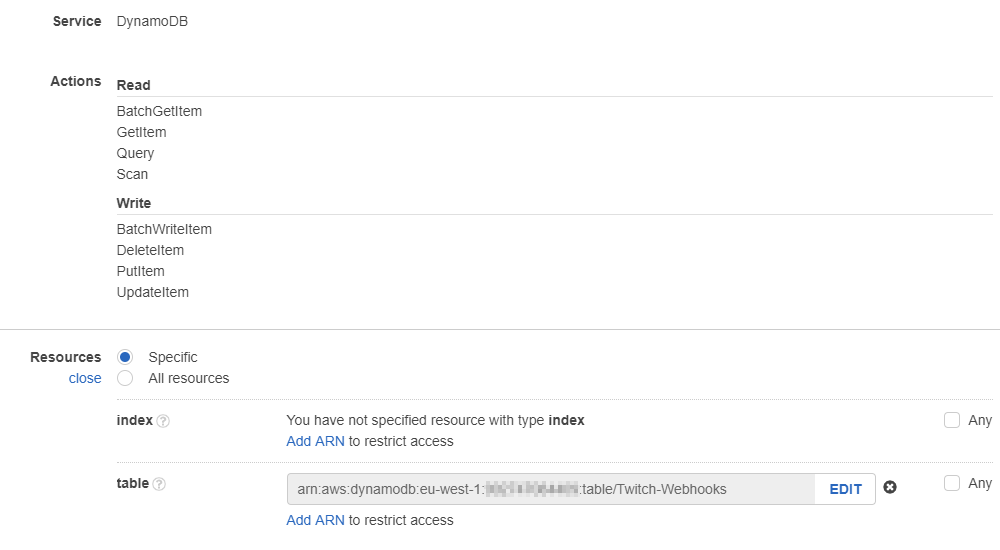 Service DynamoDB
Actions Read
BatchGetItem
GetItem
Query
Scan
Write
BatchWriteItem
DeleteItem
PutItem
UpdateItem
Resources Specific
close All resources
index ? You have not specified resource with type index Any
Add ARN to restrict access
table ? arn:aws:dynamodb:eu-west-1: :table/Twitch-Webhooks EDIT Any
Add ARN to restrict access